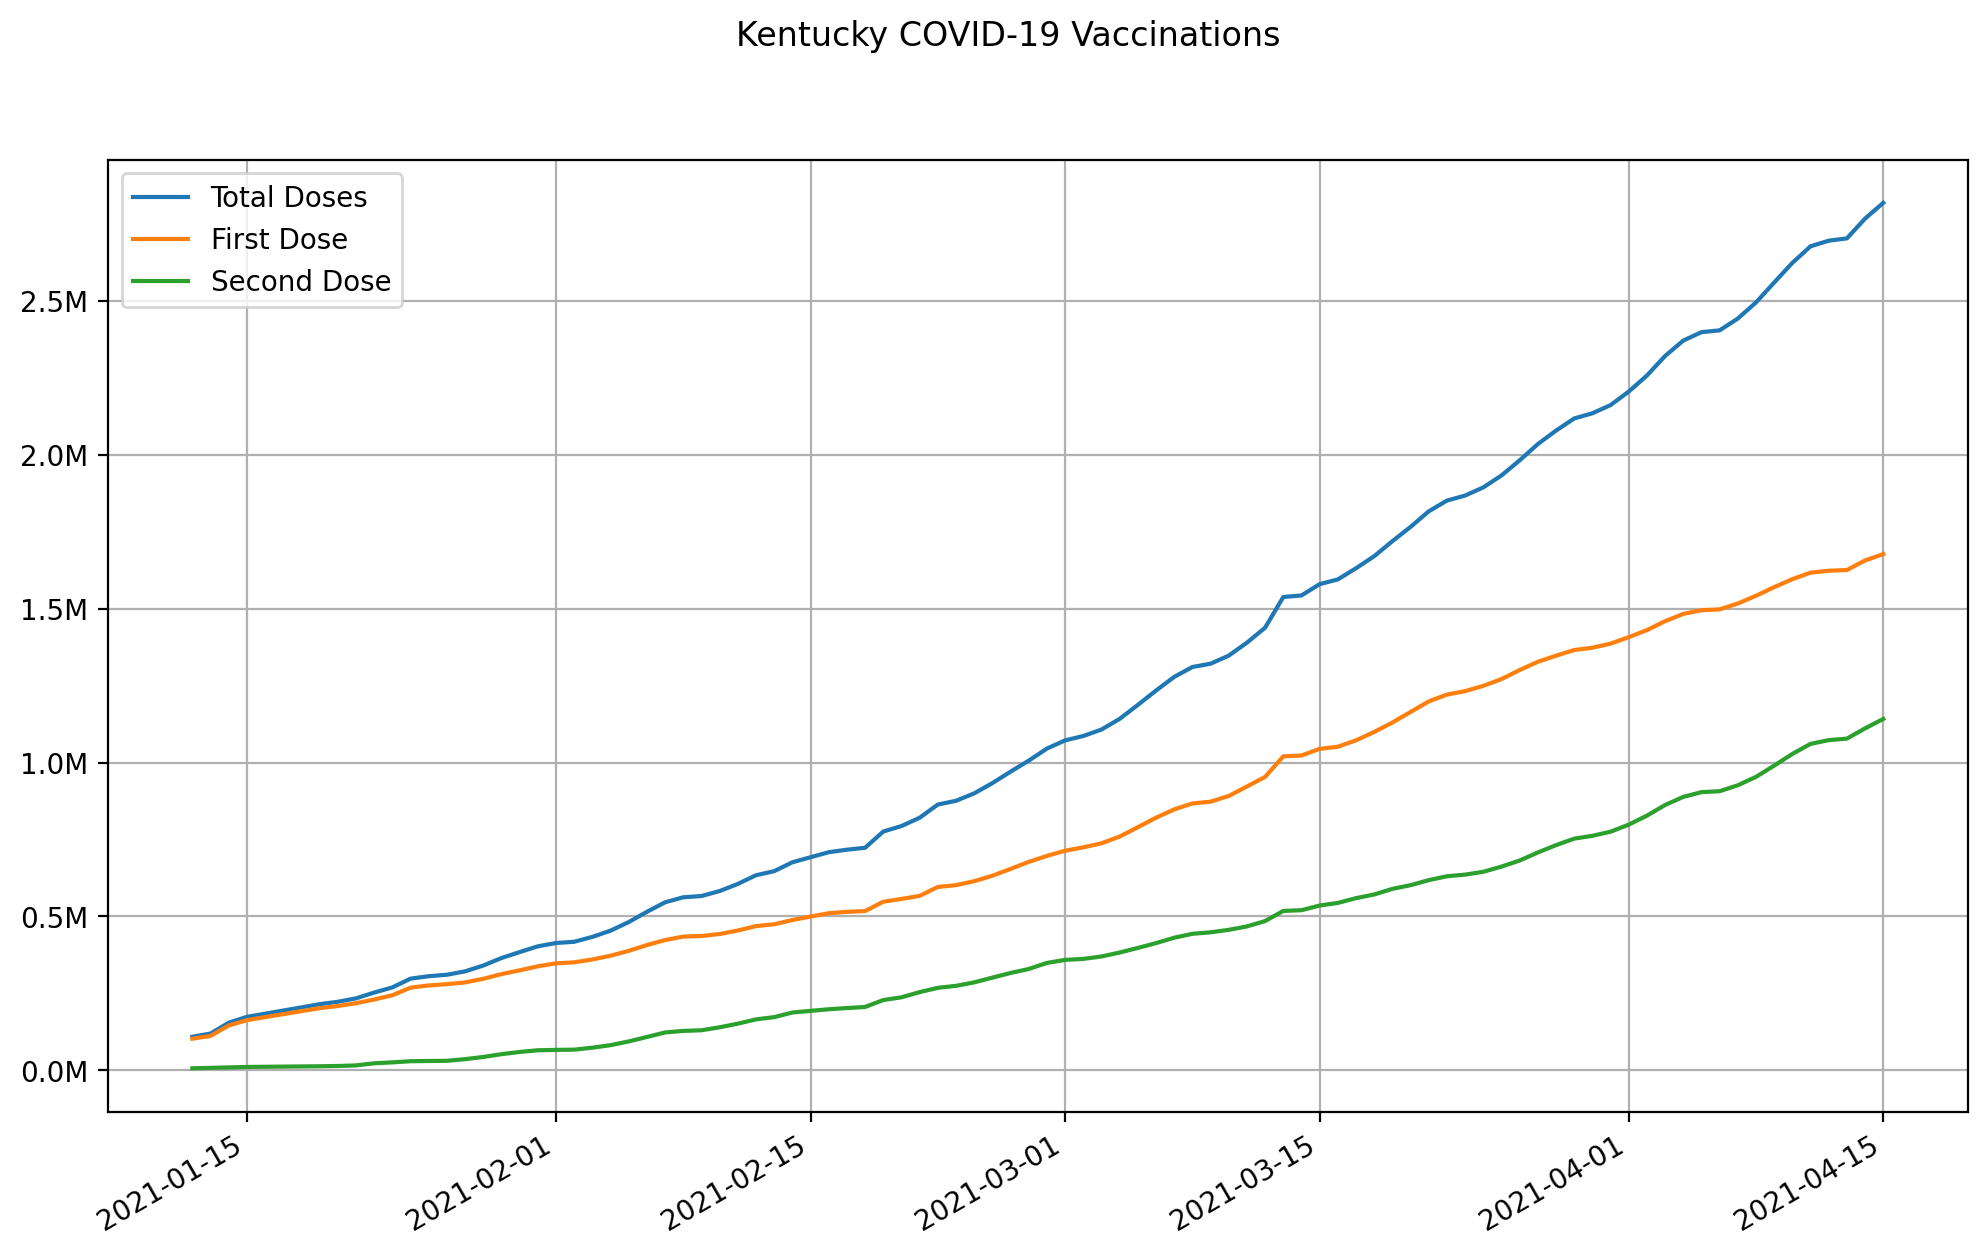 Kentucky COVID-19 Vaccinations
Total Doses
First Dose
Second Dose
2.5M
2.0M
1.5M
1.0M
0.5M
0.0M
2021-01-15
2021-02-01
2021-02-15
2021-03-01
2021-03-15
2021-04-01
2021-04-15